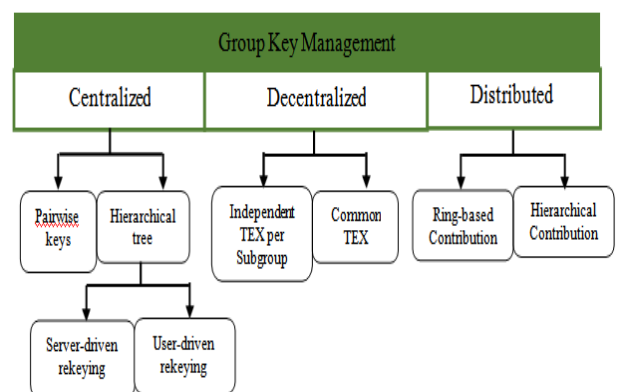 Group Key Management
Centralized
Decentralized
Distributed
Pairwise
keys
Hierarchical
tree
Independent
TEX per
Subgroup
Common
TEX
Ring-based
Contribution
Hierarchical
Contribution
Server-driven
rekeying
User-driven
rekeying